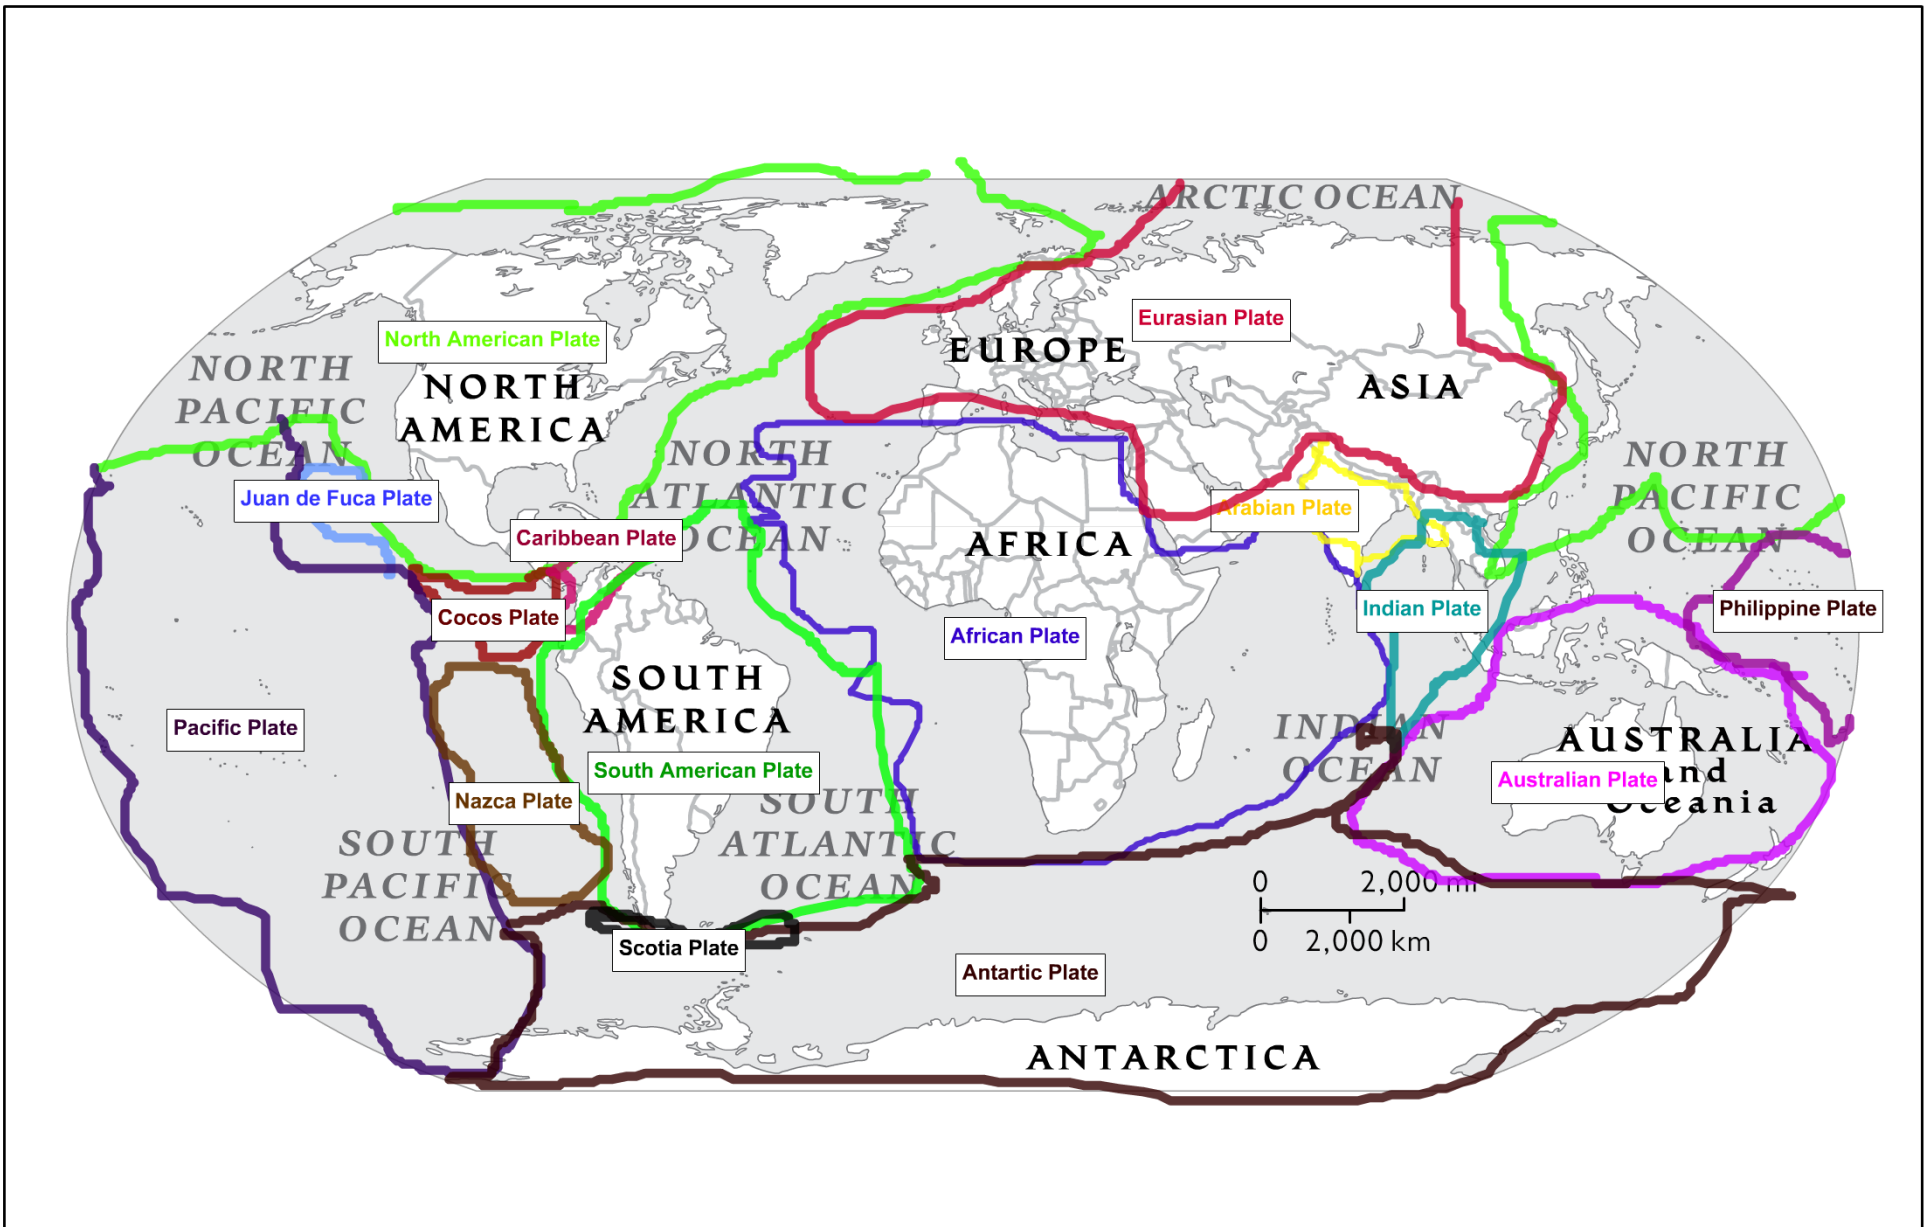 ARCTIC OCEAN
North American Plate
Eurasian Plate
EUROPE
NORTH
PACIFIC
OCEAN
NORTH
AMERICA
ASIA
NORTH
ATLANTIC
OCEAN
NORTH
PACIFIC
OCEAN
Juan de Fuca Plate
Arabian Plate
Caribbean Plate
AFRICA
Cocos Plate
African Plate
Indian Plate
Philippine Plate
SOUTH
AMERICA
Pacific Plate
INDIAN
OCEAN
AUSTRALIA
and
Oceania
South American Plate
Australian Plate
Nazca Plate
SOUTH
ATLANTIC
OCEAN
SOUTH
PACIFIC
OCEAN
0 2,000 mi
0 2,000 km
Scotia Plate
Antartic Plate
ANTARCTICA